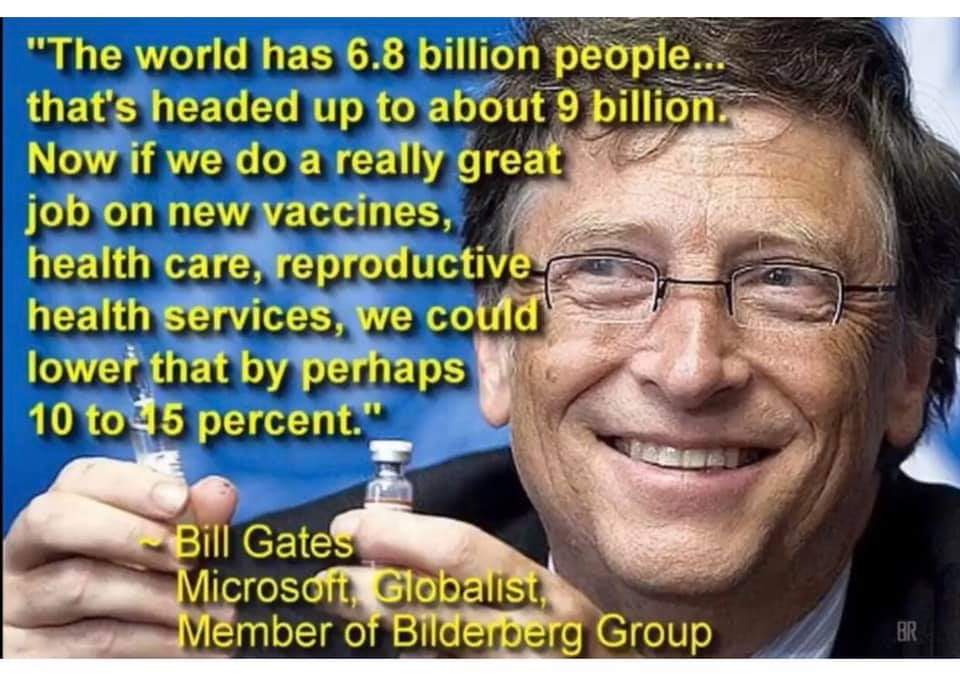 "The world has 6.8 billion people...
that's headed up to about 9 billion.
Now if we do a really great
job on new vaccines,
health care, reproductive
health services, we could
lower that by perhaps
10 to 15 percent."
~ Bill Gates
Microsoft, Globalist,
Member of Bilderberg Group
BR